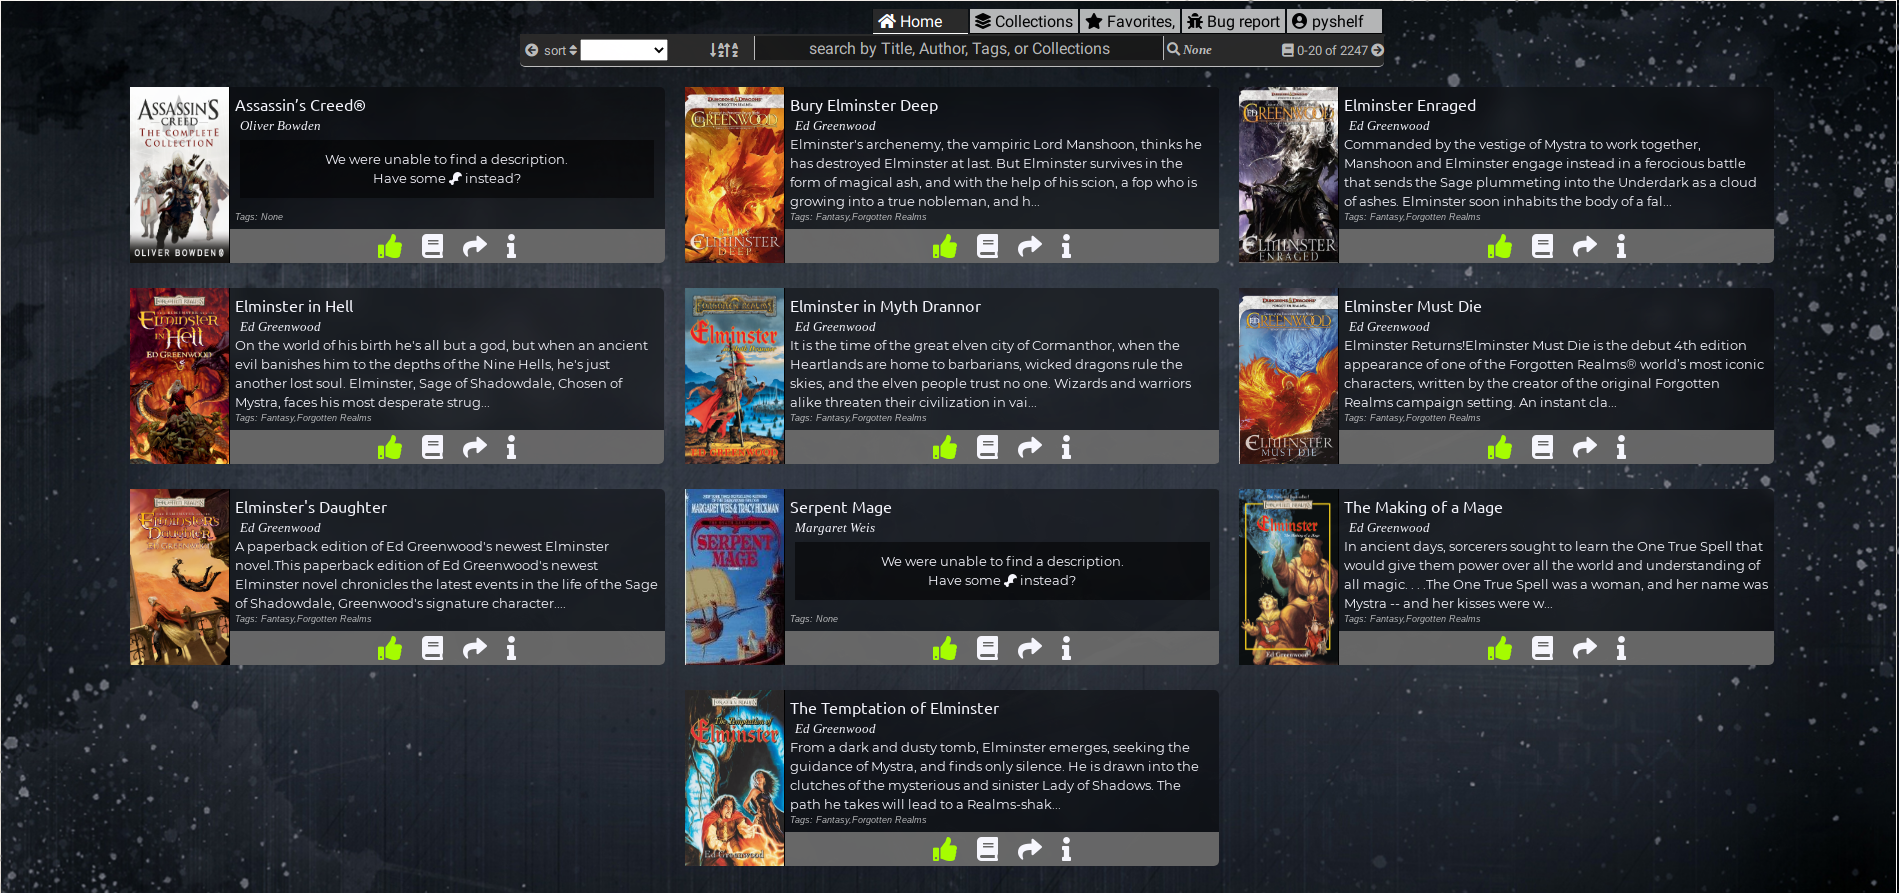 Home
Collections
Favorites,
Bug report
pyshelf
sort
search by Title, Author, Tags, or Collections
None
0-20 of 2247
ASSASSIN'S
CREED
THE COMPLETE
COLLECTION
OLIVER BOWDEN
Assassin's Creed®
Oliver Bowden
We were unable to find a description.
Have some instead?
Tags: None
GREENWOOD
ELMINSTER
DEEP
Bury Elminster Deep
Ed Greenwood
Elminster's archenemy, the vampiric Lord Manshoon, thinks he
has destroyed Elminster at last. But Elminster survives in the
form of magical ash, and with the help of his scion, a fop who is
growing into a true nobleman, and h...
Tags: Fantasy,Forgotten Realms
GREENWOOD
ELMINSTER
ENRAGED
Elminster Enraged
Ed Greenwood
Commanded by the vestige of Mystra to work together,
Manshoon and Elminster engage instead in a ferocious battle
that sends the Sage plummeting into the Underdark as a cloud
of ashes. Elminster soon inhabits the body of a fal...
Tags: Fantasy,Forgotten Realms
Elminster
in Hell
ED GREENWOOD
Elminster in Hell
Ed Greenwood
On the world of his birth he's all but a god, but when an ancient
evil banishes him to the depths of the Nine Hells, he's just
another lost soul. Elminster, Sage of Shadowdale, Chosen of
Mystra, faces his most desperate strug...
Tags: Fantasy,Forgotten Realms
Elminster
ED GREENWOOD
Elminster in Myth Drannor
Ed Greenwood
It is the time of the great elven city of Cormanthor, when the
Heartlands are home to barbarians, wicked dragons rule the
skies, and the elven people trust no one. Wizards and warriors
alike threaten their civilization in vai...
Tags: Fantasy,Forgotten Realms
GREENWOOD
ELMINSTER
MUST DIE
Elminster Must Die
Ed Greenwood
Elminster Returns!Elminster Must Die is the debut 4th edition
appearance of one of the Forgotten Realms® world's most iconic
characters, written by the creator of the original Forgotten
Realms campaign setting. An instant cla...
Tags: Fantasy,Forgotten Realms
Elminster's
Daughter
ED GREENWOOD
Elminster's Daughter
Ed Greenwood
A paperback edition of Ed Greenwood's newest Elminster
novel.This paperback edition of Ed Greenwood's newest
Elminster novel chronicles the latest events in the life of the Sage
of Shadowdale, Greenwood's signature character....
Tags: Fantasy,Forgotten Realms
MARGARET WEIS & TRACY HICKMAN
SERPENT
MAGE
Serpent Mage
Margaret Weis
We were unable to find a description.
Have some instead?
Tags: None
Elminster
The Making of a Mage
Ed Greenwood
The Making of a Mage
Ed Greenwood
In ancient days, sorcerers sought to learn the One True Spell that
would give them power over all the world and understanding of
all magic. . . .The One True Spell was a woman, and her name was
Mystra -- and her kisses were w...
Tags: Fantasy,Forgotten Realms
The Temptation of
Elminster
Ed Greenwood
The Temptation of Elminster
Ed Greenwood
From a dark and dusty tomb, Elminster emerges, seeking the
guidance of Mystra, and finds only silence. He is drawn into the
clutches of the mysterious and sinister Lady of Shadows. The
path he takes will lead to a Realms-shak...
Tags: Fantasy,Forgotten Realms